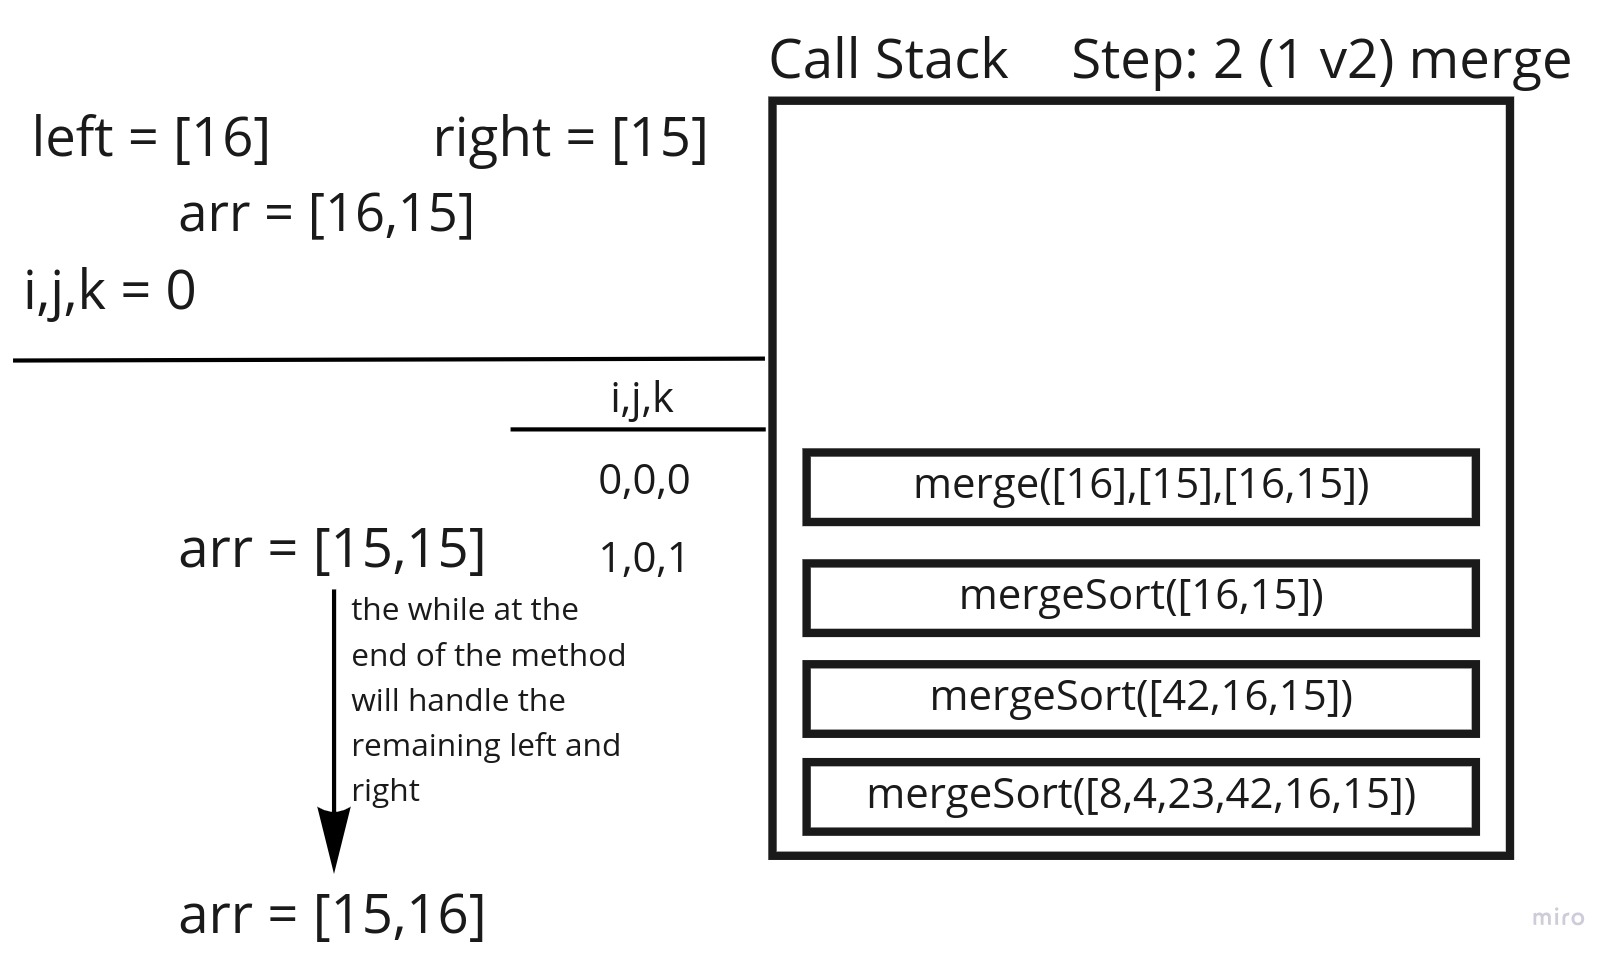 Call Stack Step: 2 (1 v2) merge
left = [16] right = [15]
arr = [16,15]
i,j,k = 0
i,j,k
0,0,0
arr = [15,15] 1,0,1
the while at the
end of the method
will handle the
remaining left and
right
arr = [15,16]
merge([16],[15],[16,15])
mergeSort([16,15])
mergeSort([42,16,15])
mergeSort([8,4,23,42,16,15])
miro